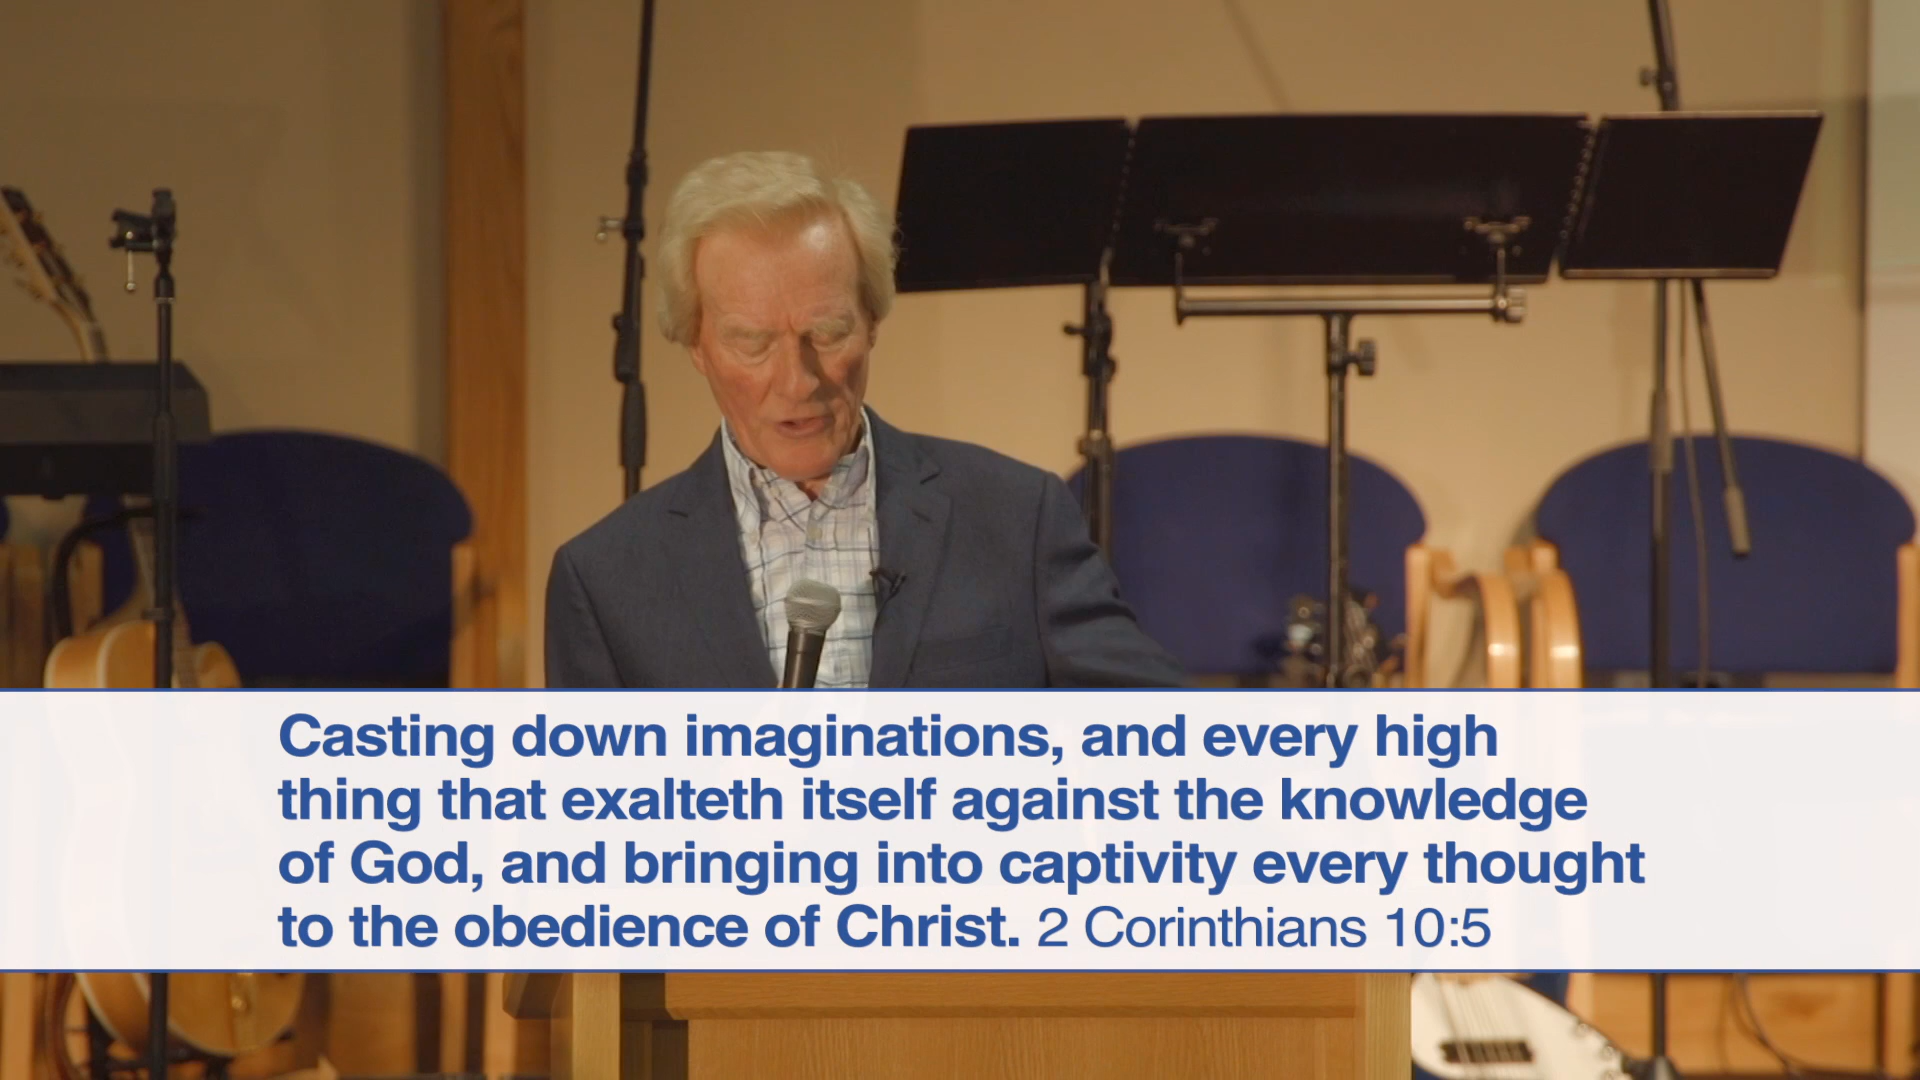 Casting down imaginations, and every high
thing that exalteth itself against the knowledge
of God, and bringing into captivity every thought
to the obedience of Christ. 2 Corinthians 10:5